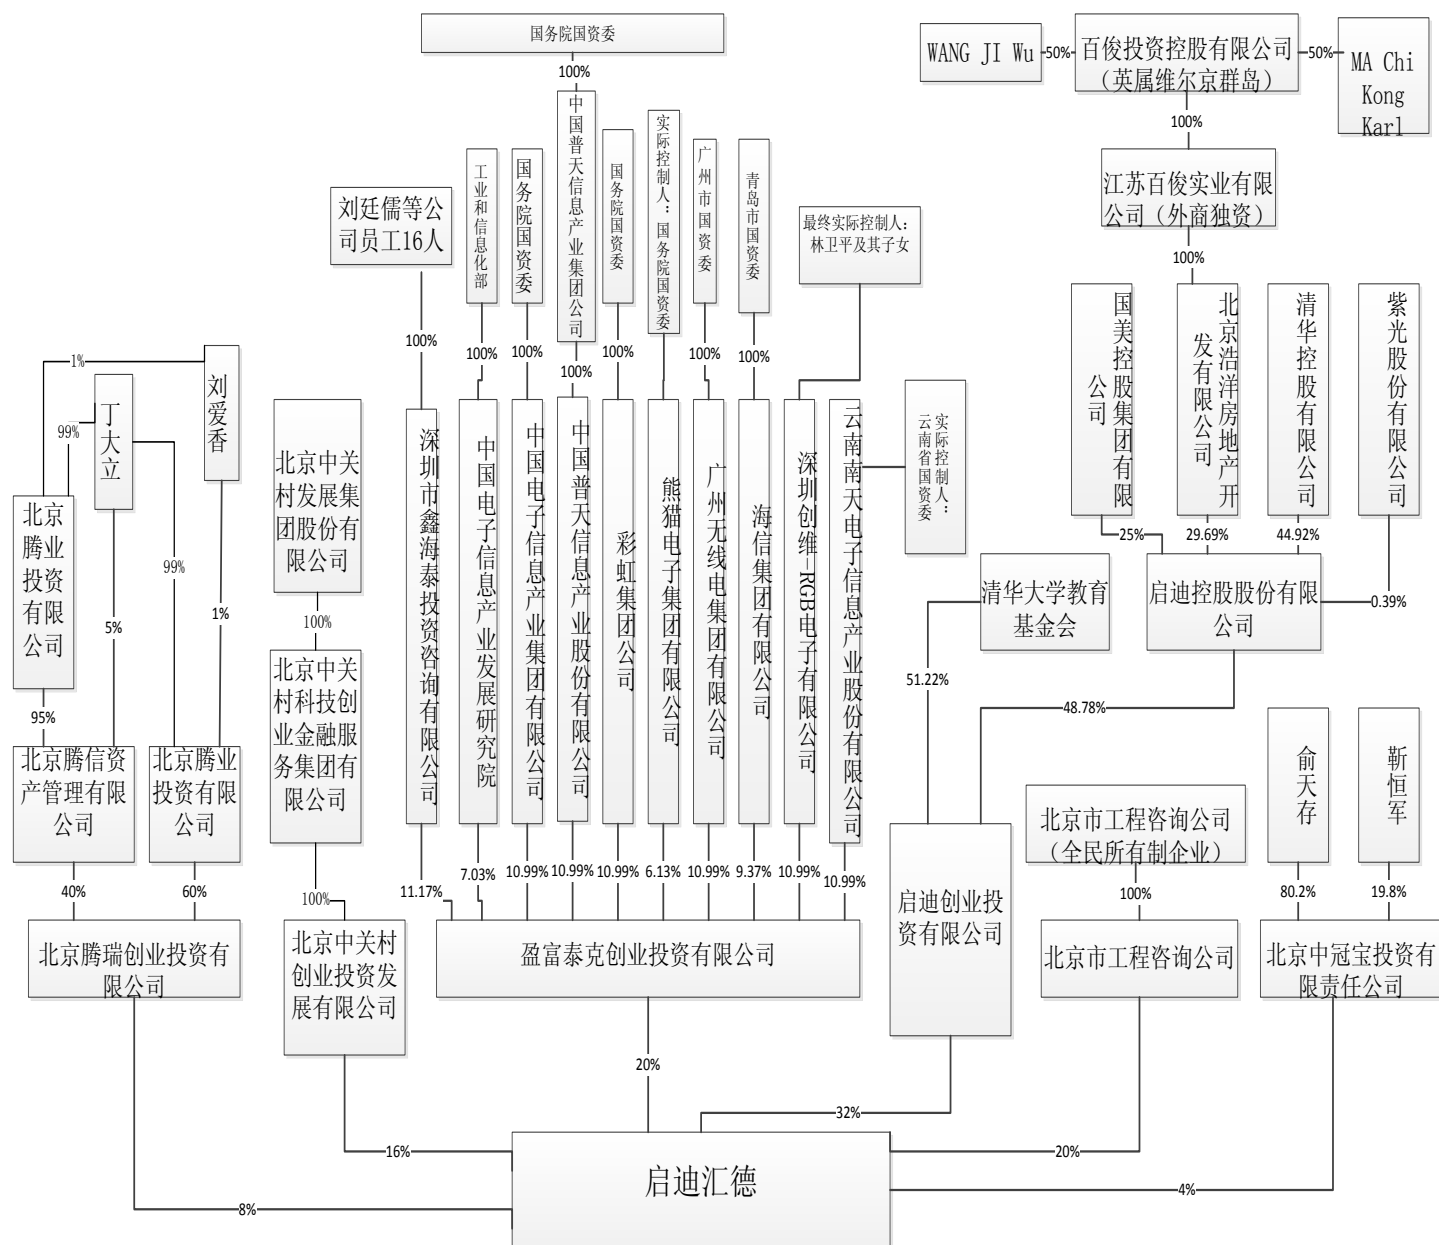 国务院国资委
WANG JI Wu
50%
百俊投资控股有限公司
（英属维尔京群岛）
50%
MA Chi
Kong
Karl
100%
100%
中国普天信息产业集团公司
工业和信息化部
国务院国资委
国务院国资委
实际控制人：国务院国资委
广州市国资委
青岛市国资委
刘廷儒等公
司员工16人
最终实际控制人：
林卫平及其子女
江苏百俊实业有限
公司（外商独资）
100%
国美控股集团有限
公司
北京浩洋房地产开
发有限公司
清华控股有限公司
紫光股份有限公司
100%
100%
100%
100%
100%
100%
100%
100%
1%
刘爱香
丁大立
99%
99%
5%
1%
北京
腾业
投资
有限
公司
北京中关
村发展集
团股份有
限公司
100%
北京中关
村科技创
业金融服
务集团有
限公司
深圳市鑫海泰投资咨询有限公司
中国电子信息产业发展研究院
中国电子信息产业集团有限公司
中国普天信息产业股份有限公司
彩虹集团公司
熊猫电子集团有限公司
广州无线电集团有限公司
海信集团有限公司
深圳创维-RGB电子有限公司
云南南天电子信息产业股份有限公司
实际控制人：
云南省国资委
25%
29.69%
44.92%
0.39%
清华大学教育
基金会
启迪控股股份有限
公司
51.22%
48.78%
95%
北京腾信资
产管理有限
公司
北京腾业
投资有限
公司
俞天存
靳恒军
北京市工程咨询公司
（全民所有制企业）
40%
60%
100%
11.17%
7.03%
10.99%
10.99%
10.99%
6.13%
10.99%
9.37%
10.99%
10.99%
100%
80.2%
19.8%
北京腾瑞创业投资有
限公司
北京中关村
创业投资发
展有限公司
盈富泰克创业投资有限公司
启迪创业投
资有限公司
北京市工程咨询公司
北京中冠宝投资有
限责任公司
20%
32%
16%
20%
8%
4%
启迪汇德